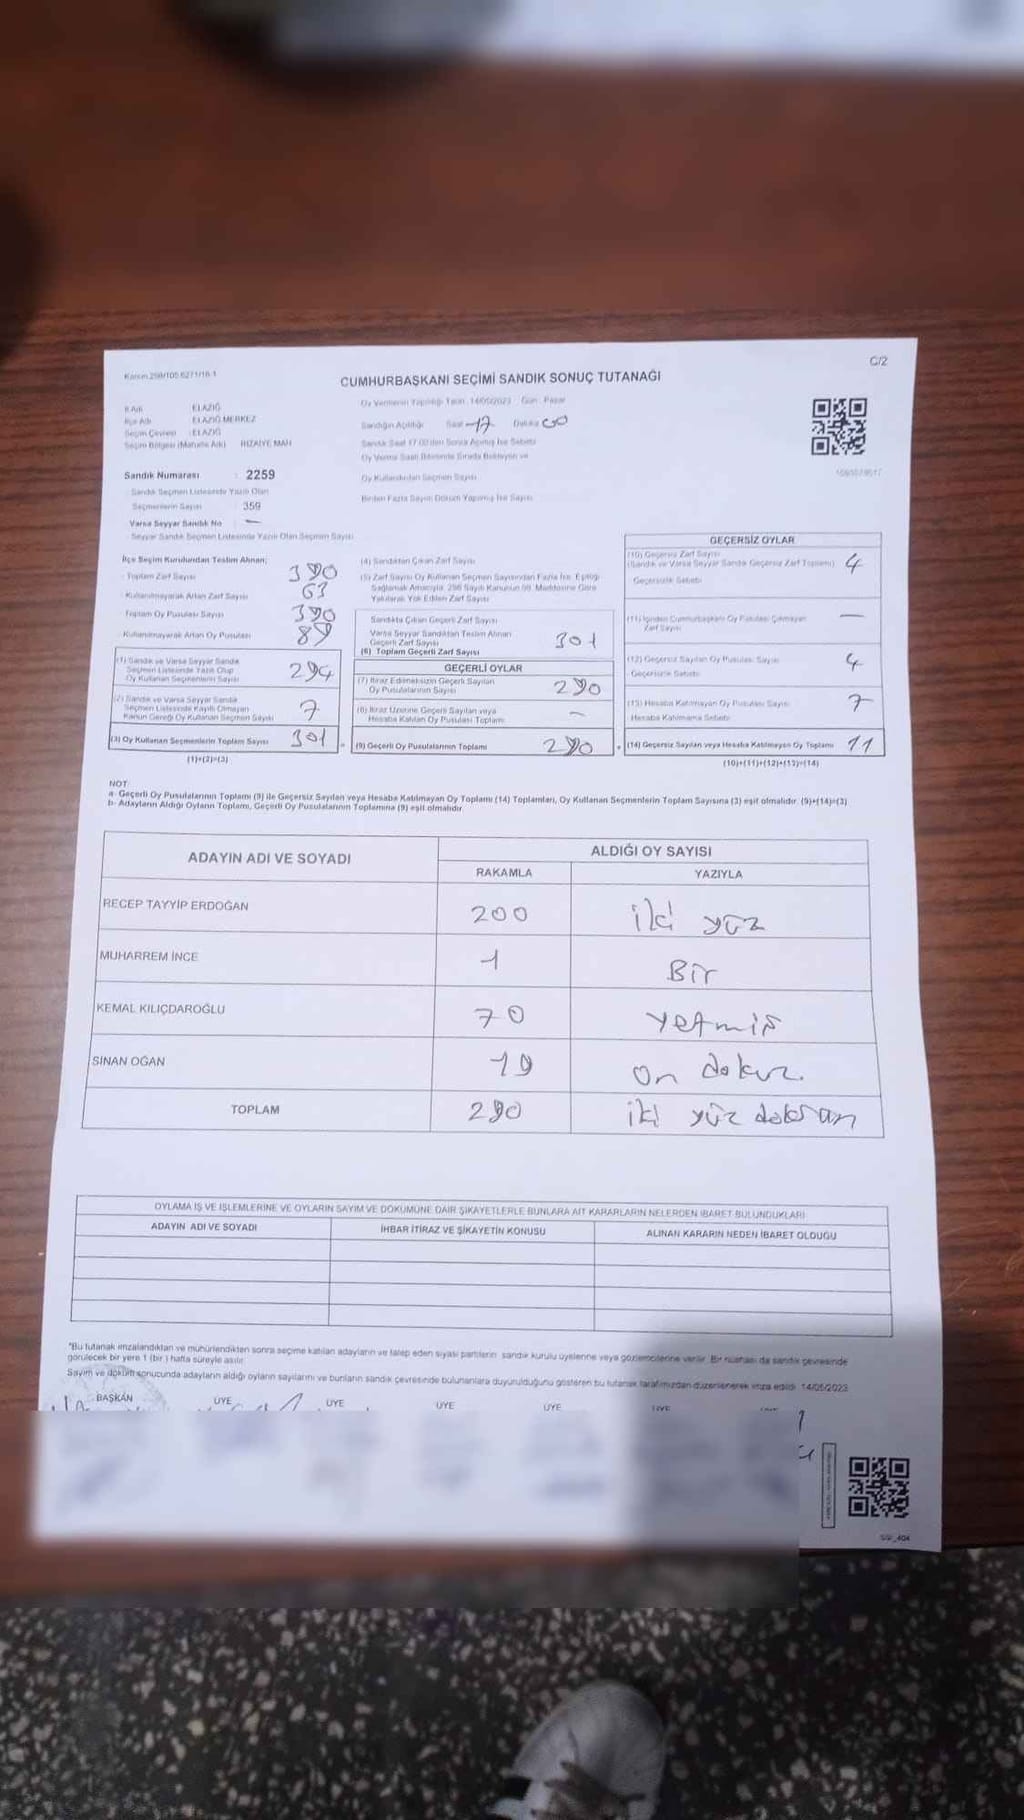 C/2
CUMHURBAŞKANI SEÇİMİ SANDIK SONUÇ TUTANAĞI
Oy Vermenin Yapıldığı Tarih :14/05/2023 Gün : Pazar
İl Adı : ELAZIĞ
İlçe Adı : ELAZIĞ MERKEZ
Seçim Çevresi : ELAZIĞ
Seçim Bölgesi (Mahalle Adı) : RIZAİYE MAH
Sandığın Açıldığı Saat 17 Dakika 00
Sandık Saat 17:00'den Sonra Açılmış İse Sebebi
Oy Verme Saati Bitiminde Sırada Bekleyen ve
Oy Kullandırılan Seçmen Sayısı
Birden Fazla Sayım Döküm Yapılmış İse Sayısı
Sandık Numarası : 2259
Sandık Seçmen Listesinde Yazılı Olan
Seçmenlerin Sayısı : 359
Varsa Seyyar Sandık No : —
Seyyar Sandık Seçmen Listesinde Yazılı Olan Seçmen Sayısı
İlçe Seçim Kurulundan Teslim Alınan;
Toplam Zarf Sayısı 390
Kullanılmayarak Artan Zarf Sayısı 63
Toplam Oy Pusulası Sayısı 390
Kullanılmayarak Artan Oy Pusulası 89
(1) Sandık ve Varsa Seyyar Sandık
Seçmen Listesinde Yazılı Olup
Oy Kullanan Seçmenlerin Sayısı 294
(2) Sandık ve Varsa Seyyar Sandık
Seçmen Listesinde Kayıtlı Olmayan
Kanun Gereği Oy Kullanan Seçmen Sayısı 7
(3) Oy Kullanan Seçmenlerin Toplam Sayısı 301
(1)+(2)=(3)
(4) Sandıktan Çıkan Zarf Sayısı
(5) Zarf Sayısı Oy Kullanan Seçmen Sayısından Fazla İse, Eşitliği
Sağlamak Amacıyla, 298 Sayılı Kanunun 98. Maddesine Göre
Yakılarak Yok Edilen Zarf Sayısı
Sandıkta Çıkan Geçerli Zarf Sayısı
Varsa Seyyar Sandıktan Teslim Alınan
Geçerli Zarf Sayısı
(6) Toplam Geçerli Zarf Sayısı 301
GEÇERLİ OYLAR
(7) İtiraz Edilmeksizin Geçerli Sayılan
Oy Pusulalarının Sayısı 290
(8) İtiraz Üzerine Geçerli Sayılan veya
Hesaba Katılan Oy Pusulası Toplamı –
(9) Geçerli Oy Pusulalarının Toplamı 290
GEÇERSİZ OYLAR
(10) Geçersiz Zarf Sayısı
(Sandık ve Varsa Seyyar Sandık Geçersiz Zarf Toplamı) 4
Geçersizlik Sebebi
(11) İçinden Cumhurbaşkanı Oy Pusulası Çıkmayan
Zarf Sayısı —
(12) Geçersiz Sayılan Oy Pusulası Sayısı 4
Geçersizlik Sebebi
(13) Hesaba Katılmayan Oy Pusulası Sayısı 7
Hesaba Katılmama Sebebi
(14) Geçersiz Sayılan veya Hesaba Katılmayan Oy Toplamı 11
(10)+(11)+(12)+(13)=(14)
NOT:
a- Geçerli Oy Pusulalarının Toplamı (9) ile Geçersiz Sayılan veya Hesaba Katılmayan Oy Toplamı (14) Toplamları, Oy Kullanan Seçmenlerin Toplam Sayısına (3) eşit olmalıdır. (9)+(14)=(3)
b- Adayların Aldığı Oyların Toplamı, Geçerli Oy Pusulalarının Toplamına (9) eşit olmalıdır.
ADAYIN ADI VE SOYADI ALDIĞI OY SAYISI
RAKAMLA YAZIYLA
RECEP TAYYİP ERDOĞAN 200 iki yüz
MUHARREM İNCE 1 Bir
KEMAL KILIÇDAROĞLU 70 yetmiş
SİNAN OĞAN 19 on dokuz
TOPLAM 290 iki yüz doksan
OYLAMA İŞ VE İŞLEMLERİNE VE OYLARIN SAYIM VE DÖKÜMÜNE DAİR ŞİKAYETLERLE BUNLARA AİT KARARLARIN NELERDEN İBARET BULUNDUKLARI
ADAYIN ADI VE SOYADI İHBAR İTİRAZ VE ŞİKAYETİN KONUSU ALINAN KARARIN NEDEN İBARET OLDUĞU
*Bu tutanak imzalandıktan ve mühürlendikten sonra seçime katılan adayların ve talep eden siyasi partilerin sandık kurulu üyelerine veya gözlemcilerine verilir. Bir nüshası da sandık çevresinde
görülecek bir yere 1 (bir) hafta süreyle asılır.
Sayım ve döküm sonucunda adayların aldığı oyların sayılarını ve bunların sandık çevresinde bulunanlara duyurulduğunu gösteren bu tutanak tarafımızdan düzenlenerek imza edildi. 14/05/2023
BAŞKAN ÜYE ÜYE ÜYE ÜYE ÜYE